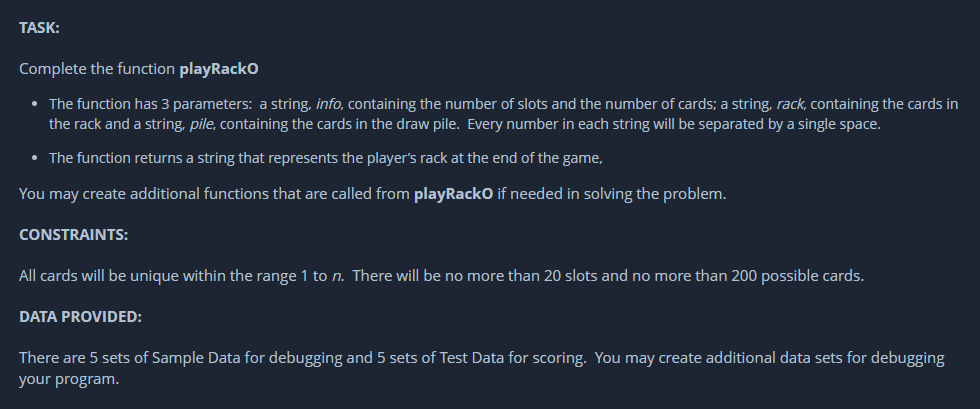 TASK:
Complete the function playRackO
• The function has 3 parameters:  a string, info, containing the number of slots and the number of cards; a string, rack, containing the cards in
the rack and a string, pile, containing the cards in the draw pile.  Every number in each string will be separated by a single space.
• The function returns a string that represents the player’s rack at the end of the game,
You may create additional functions that are called from playRackO if needed in solving the problem.
CONSTRAINTS:
All cards will be unique within the range 1 to n.  There will be no more than 20 slots and no more than 200 possible cards.
DATA PROVIDED:
There are 5 sets of Sample Data for debugging and 5 sets of Test Data for scoring.  You may create additional data sets for debugging
your program.